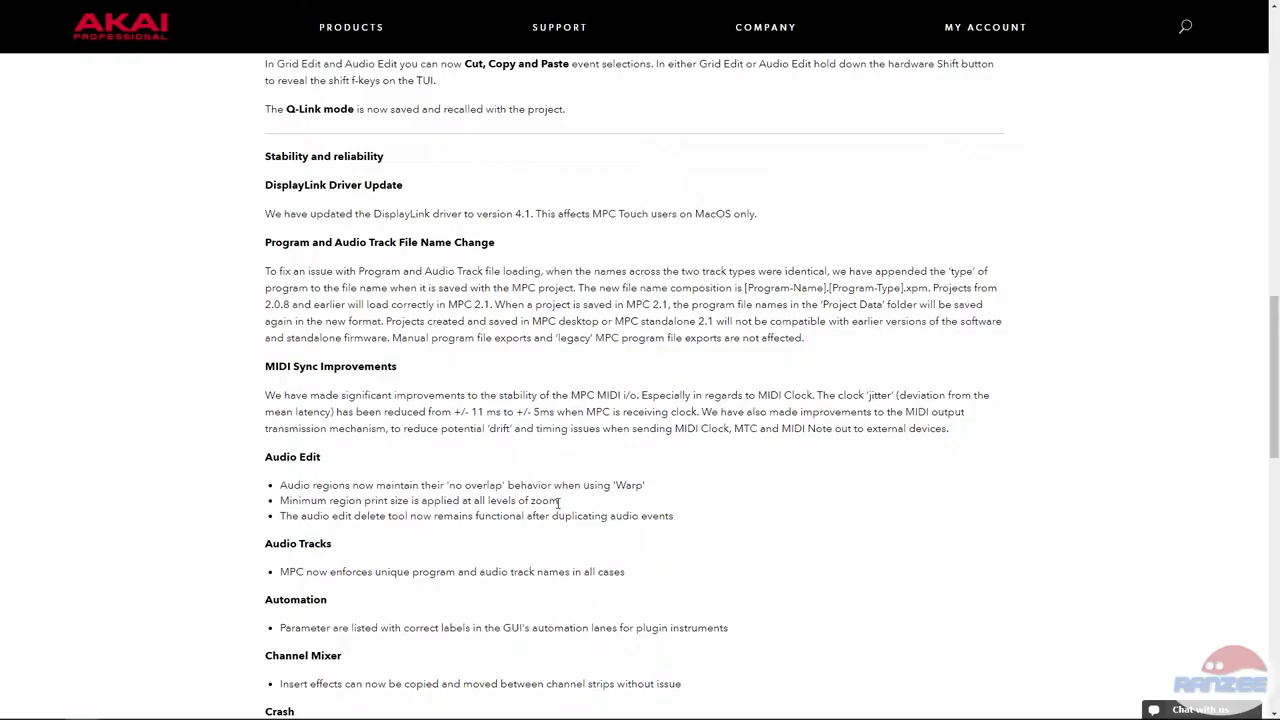 AKAI
PROFESSIONAL
PRODUCTS
SUPPORT
COMPANY
MY ACCOUNT
In Grid Edit and Audio Edit you can now Cut, Copy and Paste event selections. In either Grid Edit or Audio Edit hold down the hardware Shift button
to reveal the shift f-keys on the TUI.
The Q-Link mode is now saved and recalled with the project.
Stability and reliability
DisplayLink Driver Update
We have updated the DisplayLink driver to version 4.1. This affects MPC Touch users on MacOS only.
Program and Audio Track File Name Change
To fix an issue with Program and Audio Track file loading, when the names across the two track types were identical, we have appended the 'type' of
program to the file name when it is saved with the MPC project. The new file name composition is [Program-Name].[Program-Type].xpm. Projects from
2.0.8 and earlier will load correctly in MPC 2.1. When a project is saved in MPC 2.1, the program file names in the 'Project Data' folder will be saved
again in the new format. Projects created and saved in MPC desktop or MPC standalone 2.1 will not be compatible with earlier versions of the software
and standalone firmware. Manual program file exports and 'legacy' MPC program file exports are not affected.
MIDI Sync Improvements
We have made significant improvements to the stability of the MPC MIDI i/o. Especially in regards to MIDI Clock. The clock 'jitter' (deviation from the
mean latency) has been reduced from +/- 11 ms to +/- 5ms when MPC is receiving clock. We have also made improvements to the MIDI output
transmission mechanism, to reduce potential 'drift' and timing issues when sending MIDI Clock, MTC and MIDI Note out to external devices.
Audio Edit
• Audio regions now maintain their 'no overlap' behavior when using 'Warp'
• Minimum region print size is applied at all levels of zoom
• The audio edit delete tool now remains functional after duplicating audio events
Audio Tracks
• MPC now enforces unique program and audio track names in all cases
Automation
• Parameter are listed with correct labels in the GUI's automation lanes for plugin instruments
Channel Mixer
• Insert effects can now be copied and moved between channel strips without issue
Crash
RANZEE
Chat with us